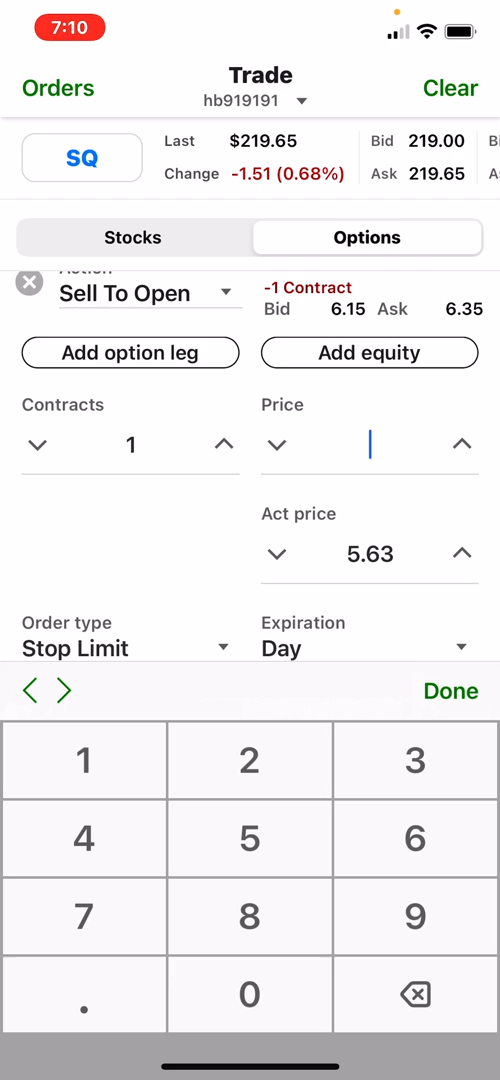 7:10
Orders
Trade
Clear
hb919191
SQ
Last $219.65
Bid 219.00
Change -1.51 (0.68%)
Ask 219.65
Stocks
Options
Action
Sell To Open
-1 Contract
Bid 6.15 Ask 6.35
Add option leg
Add equity
Contracts
Price
1
Act price
5.63
Order type
Expiration
Stop Limit
Day
Done
1 2 3
4 5 6
7 8 9
. 0